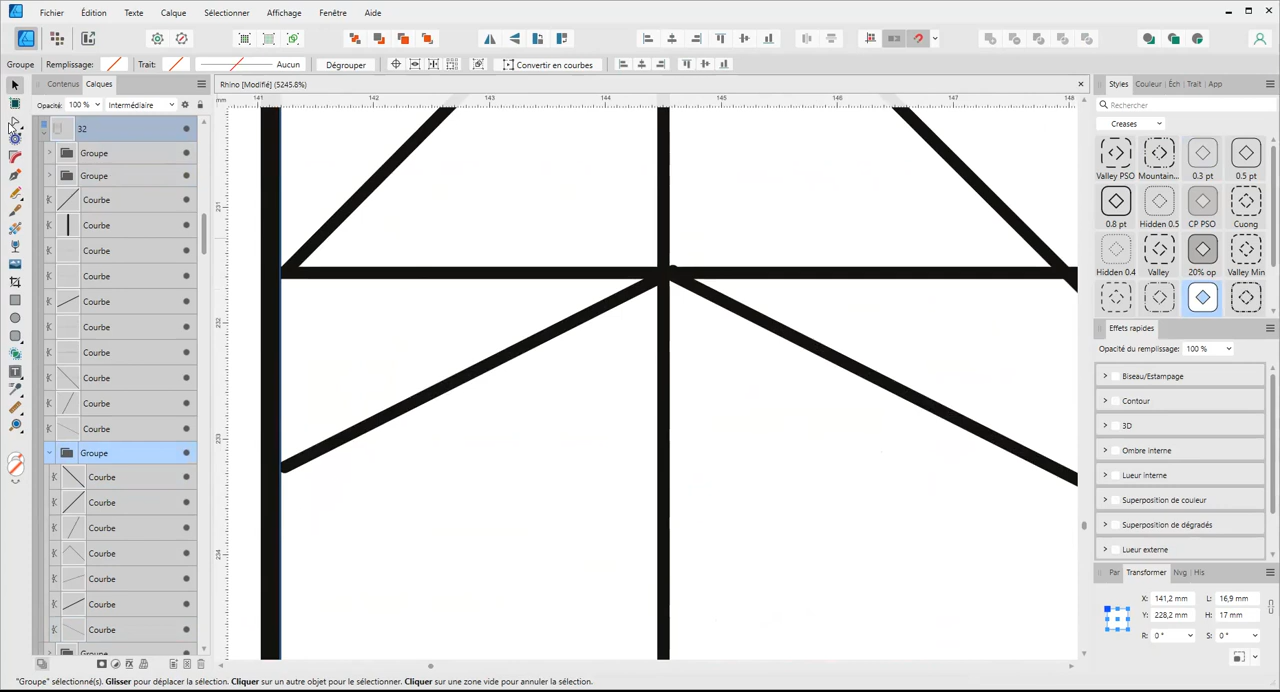 Fichier Édition Texte Calque Sélectionner Affichage Fenêtre Aide
Groupe Remplissage: Trait: Aucun Dégrouper Convertir en courbes
Contenus Calques
Rhino [Modifié] (5245.8%)
Opacité: 100 % Intermédiaire
mm 141 142 143 144 145 146 147 148
32
Groupe
Groupe
Courbe
Courbe
Courbe
Courbe
Courbe
Courbe
Courbe
Courbe
Courbe
Courbe
Groupe
Courbe
Courbe
Courbe
Courbe
Courbe
Courbe
Courbe
Groupe
231
232
233
234
Styles Couleur Éch Trait App
Rechercher
Creases
Valley PSO Mountain... 0.3 pt 0.5 pt
0.8 pt Hidden 0.5 CP PSO Cuong
Hidden 0.4 Valley 20% op Valley Min
Effets rapides
Opacité du remplissage: 100 %
Biseau/Estampage
Contour
3D
Ombre interne
Lueur interne
Superposition de couleur
Superposition de dégradés
Lueur externe
Par Transformer Nvg His
X: 141,2 mm L: 16,9 mm
Y: 228,2 mm H: 17 mm
R: 0 ° S: 0 °
"Groupe" sélectionné(s). Glisser pour déplacer la sélection. Cliquer sur un autre objet pour le sélectionner. Cliquer sur une zone vide pour annuler la sélection.